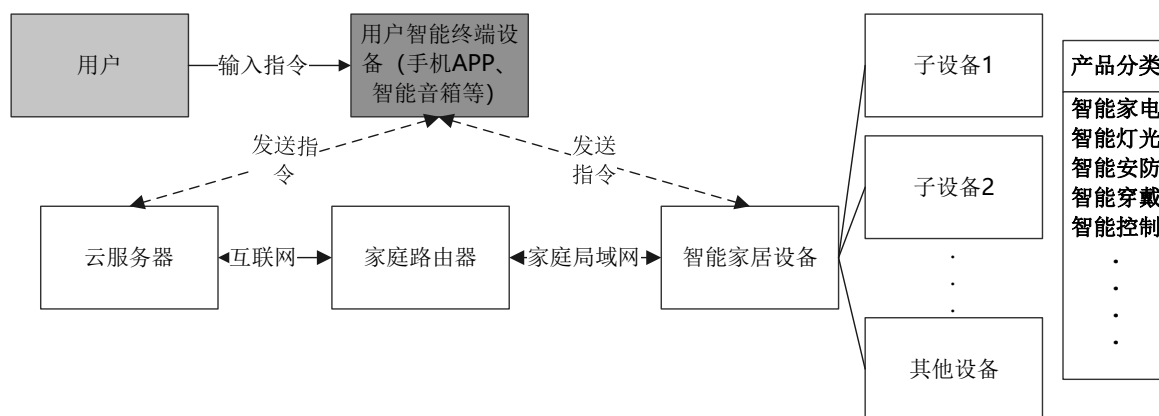 用户
输入指令
用户智能终端设
备（手机APP、
智能音箱等）
发送指
令
发送
指令
云服务器
互联网
家庭路由器
家庭局域网
智能家居设备
子设备1
子设备2
其他设备
产品分类
智能家电
智能灯光
智能安防
智能穿戴
智能控制